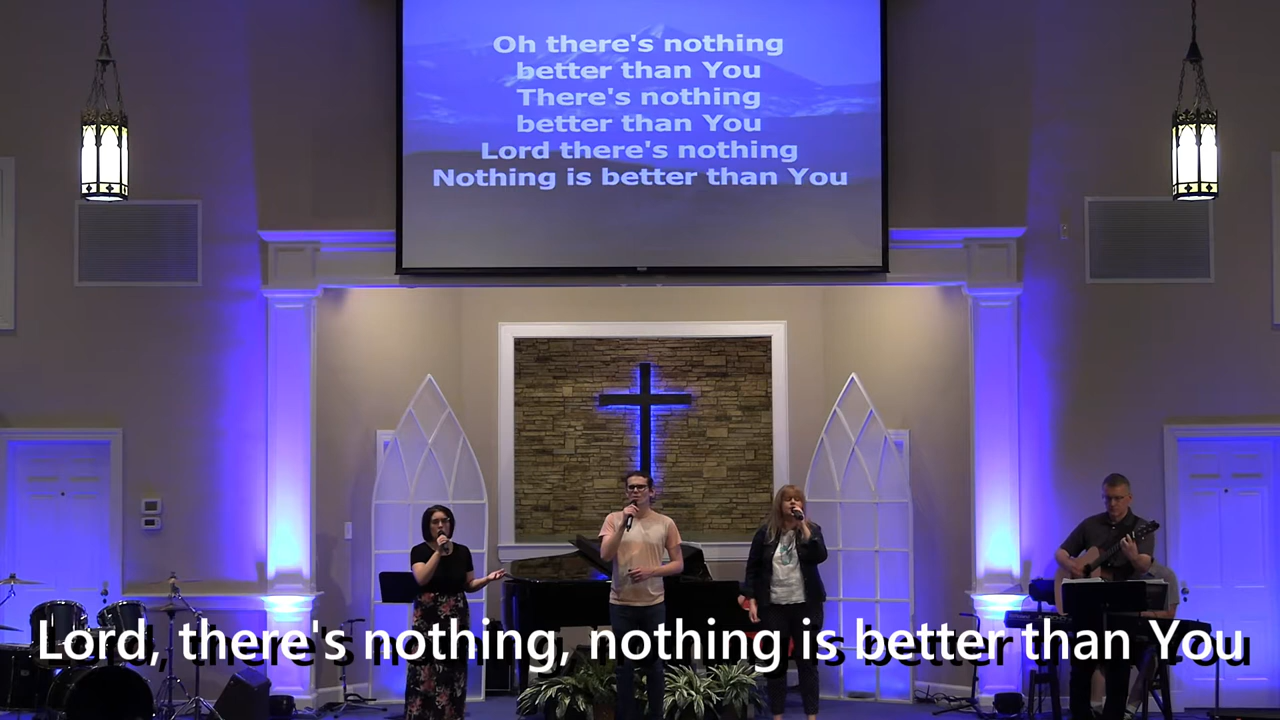 Oh there's nothing
better than You
There's nothing
better than You
Lord there's nothing
Nothing is better than You
Lord, there's nothing, nothing is better than You